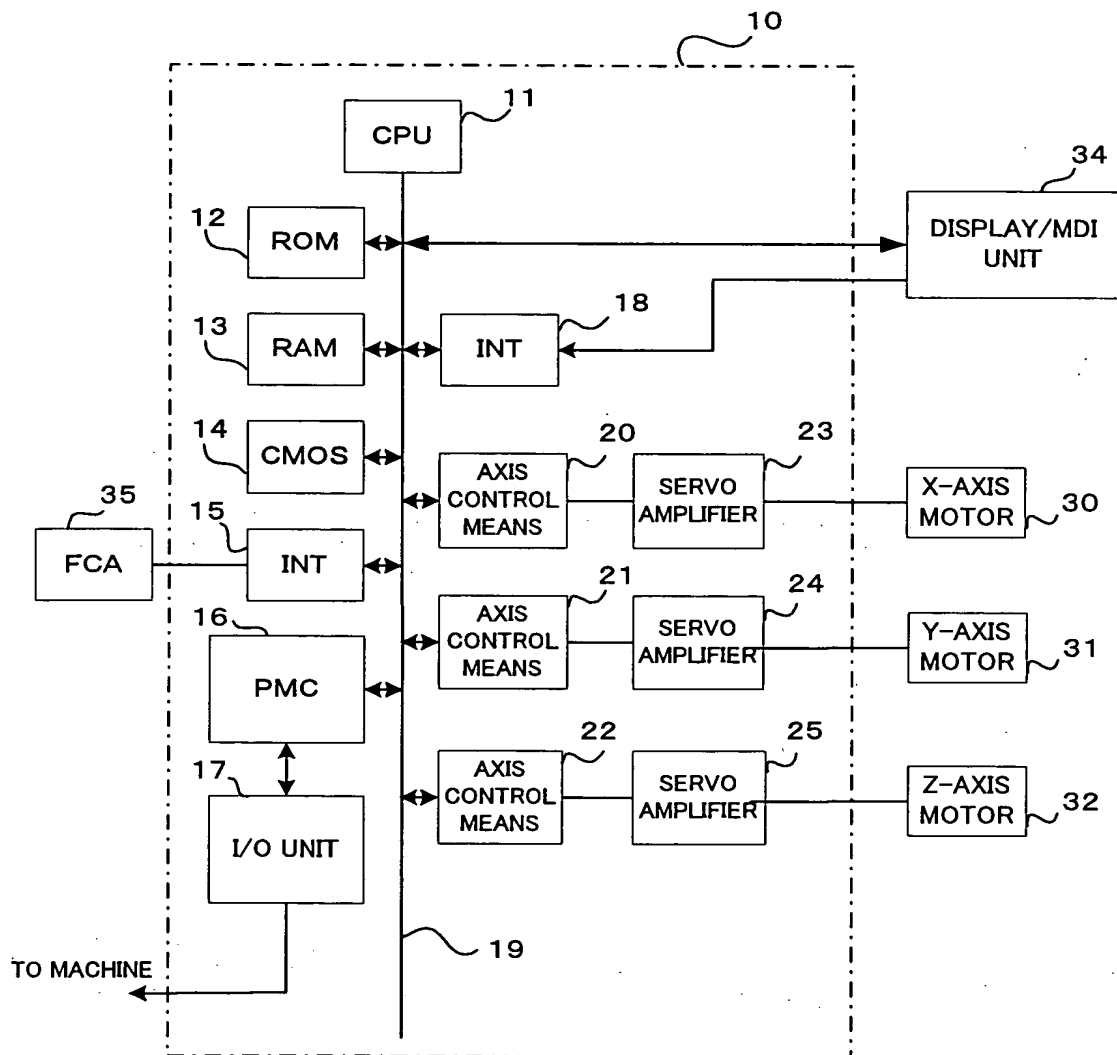 10
11
CPU
34
DISPLAY/MDI
UNIT
12
ROM
18
13
RAM
INT
14
CMOS
20
AXIS
CONTROL
MEANS
23
SERVO
AMPLIFIER
X-AXIS
MOTOR
30
35
FCA
15
INT
21
AXIS
CONTROL
MEANS
24
SERVO
AMPLIFIER
Y-AXIS
MOTOR
31
16
PMC
22
AXIS
CONTROL
MEANS
25
SERVO
AMPLIFIER
Z-AXIS
MOTOR
32
17
I/O UNIT
19
TO MACHINE